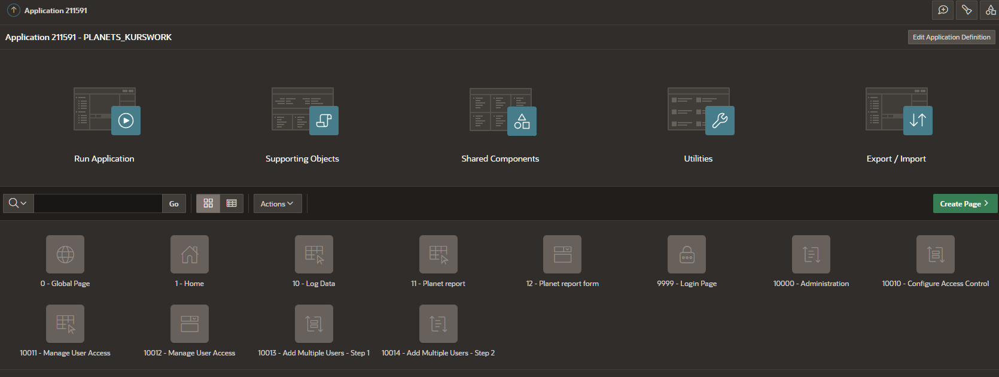 Application 211591
Application 211591 - PLANETS_KURSWORK
Edit Application Definition
Run Application
Supporting Objects
Shared Components
Utilities
Export / Import
Go
Actions
Create Page
0 - Global Page
1 - Home
10 - Log Data
11 - Planet report
12 - Planet report form
9999 - Login Page
10000 - Administration
10010 - Configure Access Control
10011 - Manage User Access
10012 - Manage User Access
10013 - Add Multiple Users - Step 1
10014 - Add Multiple Users - Step 2